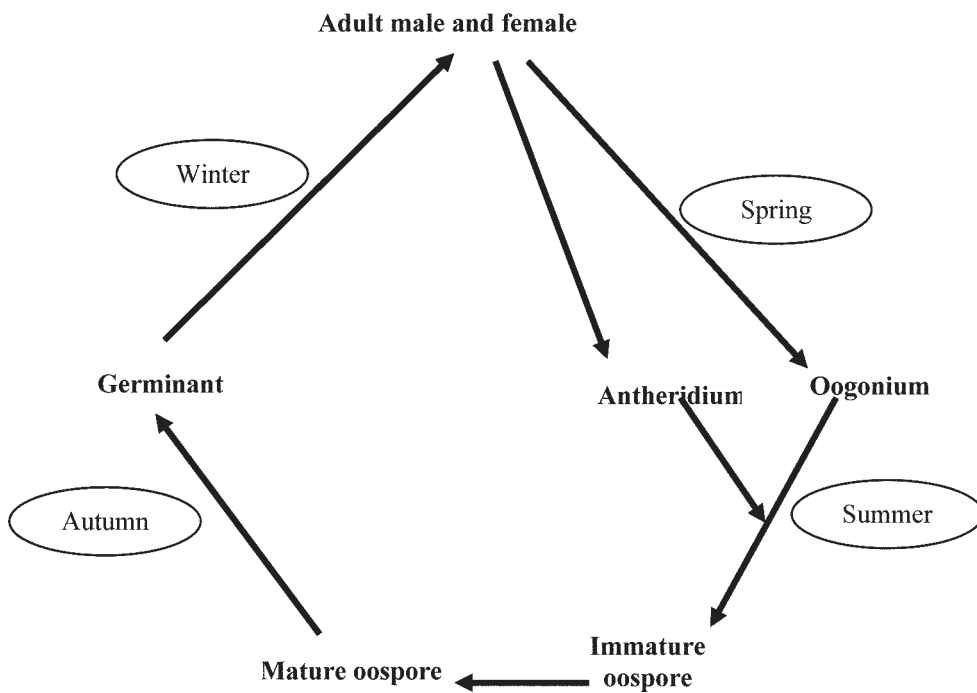 Adult male and female
Winter
Spring
Germinant
Antheridium
Oogonium
Autumn
Summer
Mature oospore
Immature
oospore